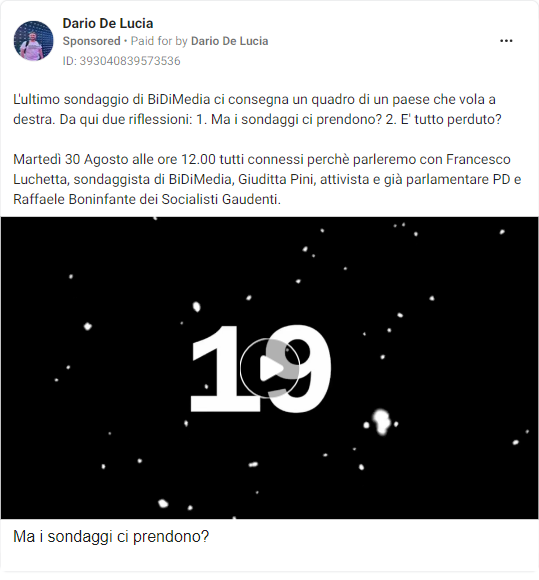 Dario De Lucia
Sponsored • Paid for by Dario De Lucia
ID: 393040839573536
L'ultimo sondaggio di BiDiMedia ci consegna un quadro di un paese che vola a
destra. Da qui due riflessioni: 1. Ma i sondaggi ci prendono? 2. E' tutto perduto?
Martedì 30 Agosto alle ore 12.00 tutti connessi perchè parleremo con Francesco
Luchetta, sondaggista di BiDiMedia, Giuditta Pini, attivista e già parlamentare PD e
Raffaele Boninfante dei Socialisti Gaudenti.
19
Ma i sondaggi ci prendono?